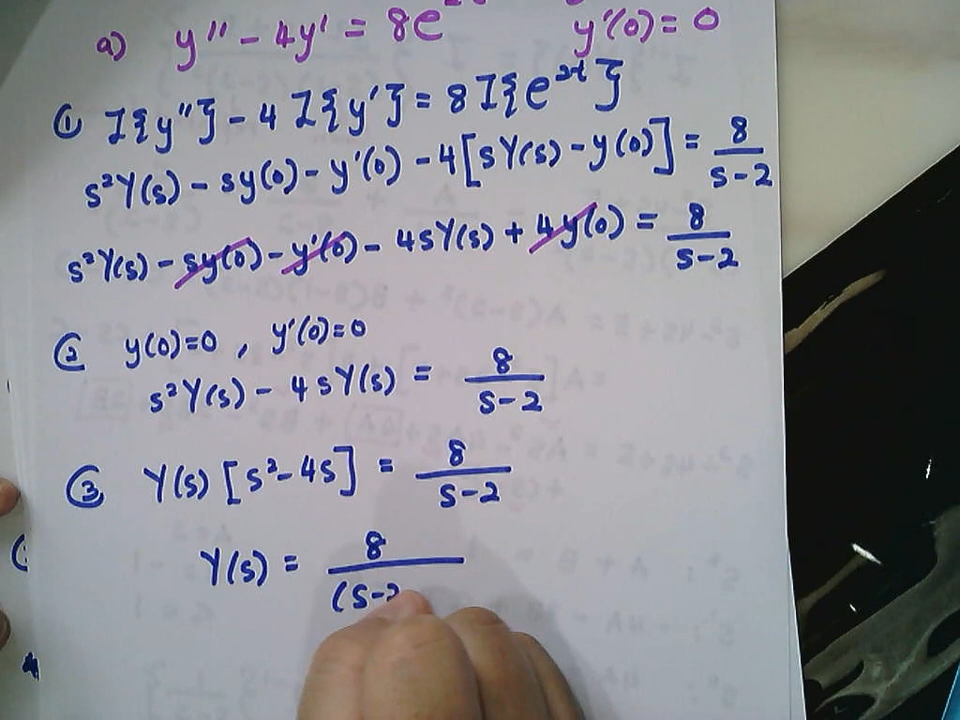 a) y'' - 4y' = 8e y'(0) = 0
① L{y''} - 4 L{y'} = 8 L{e²ᵗ}
s²Y(s) - sy(0) - y'(0) - 4[sY(s) - y(0)] = 8/(s-2)
s²Y(s) - sy(0) - y'(0) - 4sY(s) + 4y(0) = 8/(s-2)
② y(0)=0 , y'(0)=0
s²Y(s) - 4sY(s) = 8/(s-2)
③ Y(s) [s²-4s] = 8/(s-2)
Y(s) = 8/(s-2